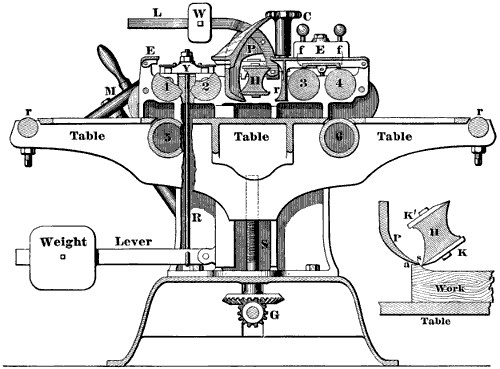 L
W
C
E
P
f E f
Y
M
1
2
H
r
3
4
r
Table
Table
Table
r
5
6
R
S
Weight
Lever
G
K'
H
P
K
a
s
Work
Table